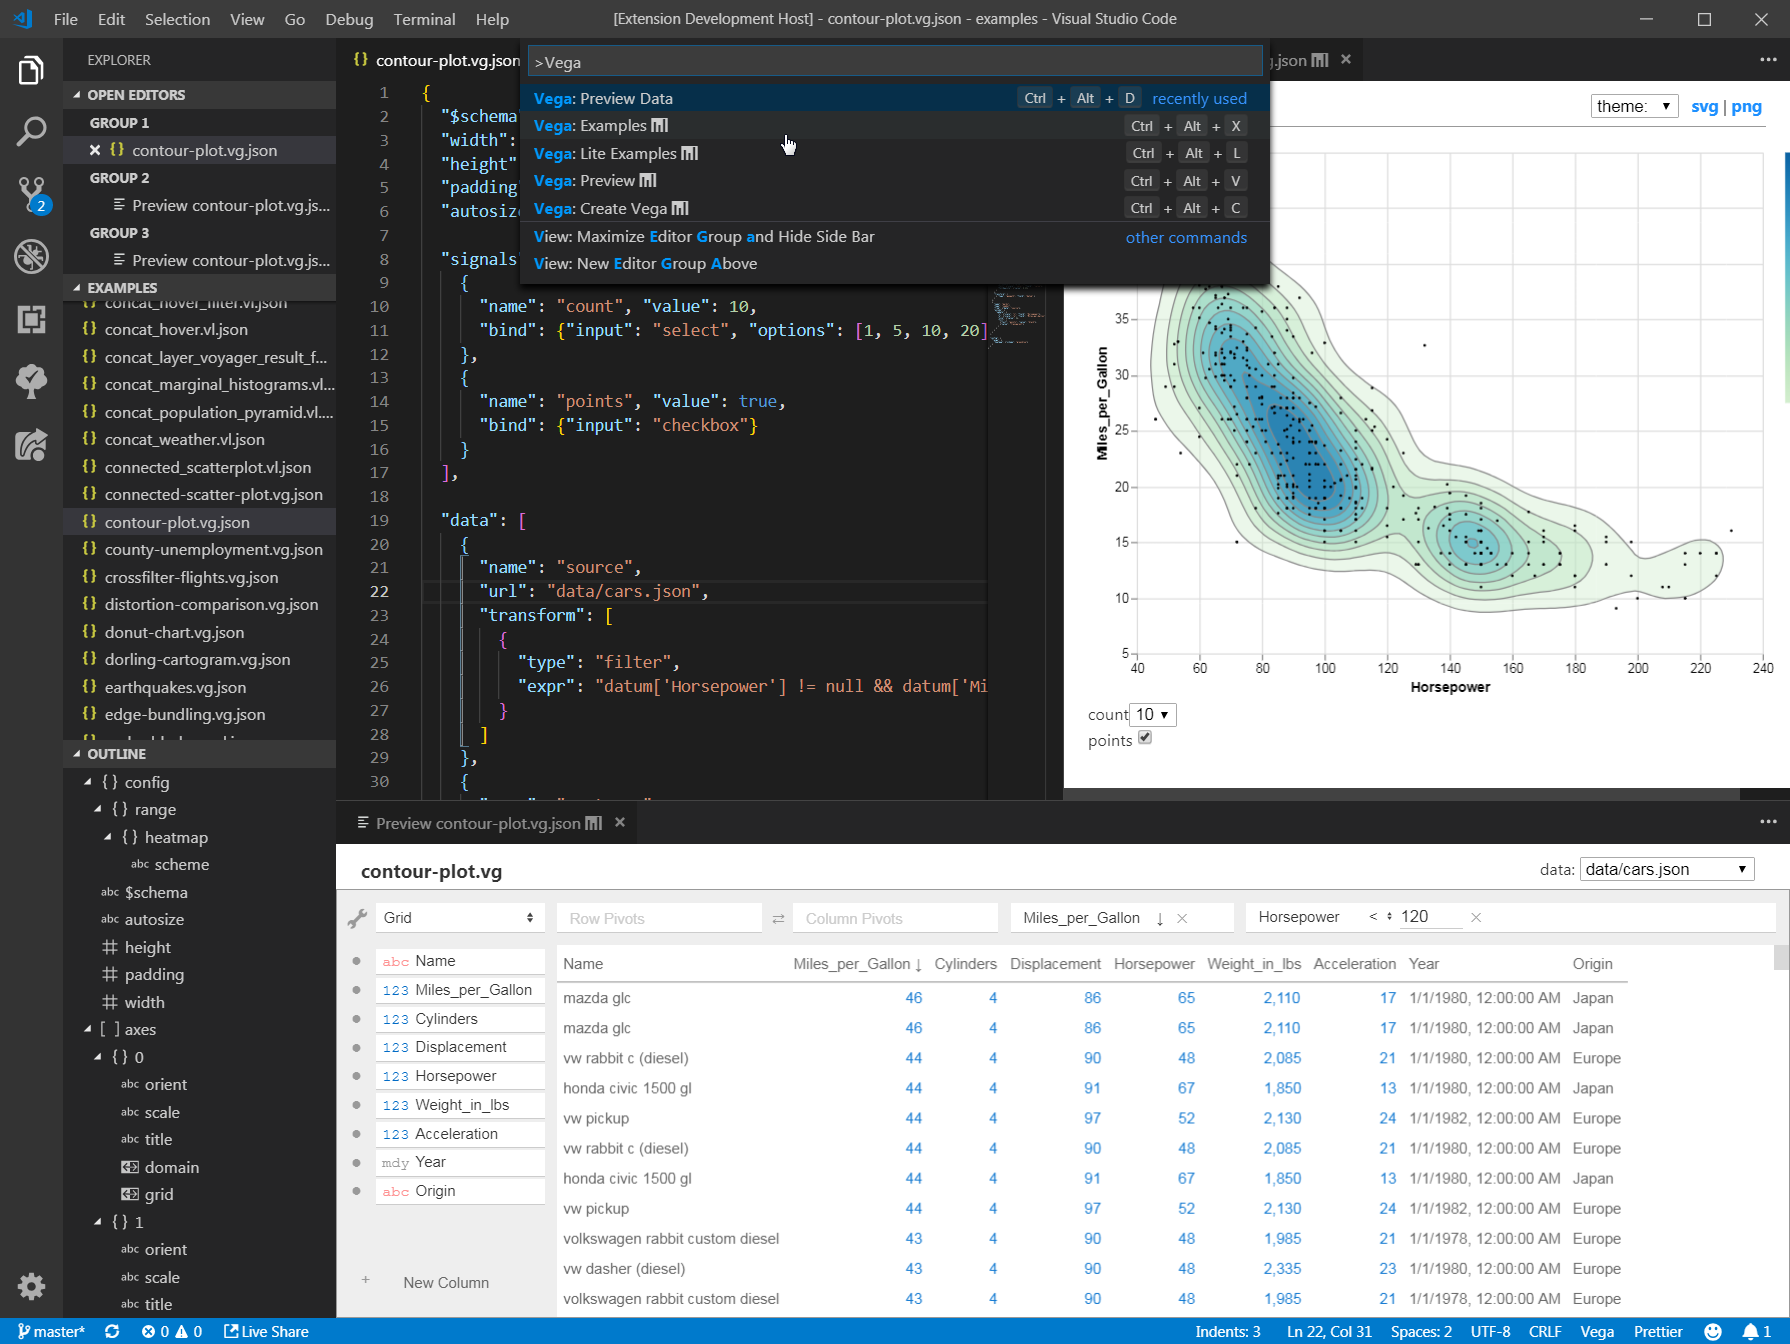 File Edit Selection View Go Debug Terminal Help [Extension Development Host] - contour-plot.vg.json - examples - Visual Studio Code
EXPLORER
OPEN EDITORS
GROUP 1
contour-plot.vg.json
GROUP 2
Preview contour-plot.vg.js...
GROUP 3
Preview contour-plot.vg.js...
EXAMPLES
concat_hover_filter.vl.json
concat_hover.vl.json
concat_layer_voyager_result_f...
concat_marginal_histograms.vl...
concat_population_pyramid.vl....
concat_weather.vl.json
connected_scatterplot.vl.json
connected-scatter-plot.vg.json
contour-plot.vg.json
county-unemployment.vg.json
crossfilter-flights.vg.json
distortion-comparison.vg.json
donut-chart.vg.json
dorling-cartogram.vg.json
earthquakes.vg.json
edge-bundling.vg.json
OUTLINE
{} config
{} range
{} heatmap
abc scheme
abc $schema
abc autosize
height
padding
width
[ ] axes
{} 0
abc orient
abc scale
abc title
domain
grid
{} 1
abc orient
abc scale
abc title
2
{} contour-plot.vg.json
.json
>Vega
Vega: Preview Data Ctrl + Alt + D recently used
Vega: Examples Ctrl + Alt + X
Vega: Lite Examples Ctrl + Alt + L
Vega: Preview Ctrl + Alt + V
Vega: Create Vega Ctrl + Alt + C
View: Maximize Editor Group and Hide Side Bar other commands
View: New Editor Group Above
1 {
2 "$schema
3 "width":
4 "height"
5 "padding
6 "autosize
7
8 "signals
9 {
10 "name": "count", "value": 10,
11 "bind": {"input": "select", "options": [1, 5, 10, 20]
12 },
13 {
14 "name": "points", "value": true,
15 "bind": {"input": "checkbox"}
16 }
17 ],
18
19 "data": [
20 {
21 "name": "source",
22 "url": "data/cars.json",
23 "transform": [
24 {
25 "type": "filter",
26 "expr": "datum['Horsepower'] != null && datum['Mi
27 }
28 ]
29 },
30 {
theme: svg | png
Miles_per_Gallon
35
30
25
20
15
10
5
40 60 80 100 120 140 160 180 200 220 240
Horsepower
count 10
points
Preview contour-plot.vg.json
contour-plot.vg data: data/cars.json
Grid Row Pivots Column Pivots Miles_per_Gallon ↓ × Horsepower < 120 ×
abc Name
123 Miles_per_Gallon
123 Cylinders
123 Displacement
123 Horsepower
123 Weight_in_lbs
123 Acceleration
mdy Year
abc Origin
+ New Column
Name Miles_per_Gallon ↓ Cylinders Displacement Horsepower Weight_in_lbs Acceleration Year Origin
mazda glc 46 4 86 65 2,110 17 1/1/1980, 12:00:00 AM Japan
mazda glc 46 4 86 65 2,110 17 1/1/1980, 12:00:00 AM Japan
vw rabbit c (diesel) 44 4 90 48 2,085 21 1/1/1980, 12:00:00 AM Europe
honda civic 1500 gl 44 4 91 67 1,850 13 1/1/1980, 12:00:00 AM Japan
vw pickup 44 4 97 52 2,130 24 1/1/1982, 12:00:00 AM Europe
vw rabbit c (diesel) 44 4 90 48 2,085 21 1/1/1980, 12:00:00 AM Europe
honda civic 1500 gl 44 4 91 67 1,850 13 1/1/1980, 12:00:00 AM Japan
vw pickup 44 4 97 52 2,130 24 1/1/1982, 12:00:00 AM Europe
volkswagen rabbit custom diesel 43 4 90 48 1,985 21 1/1/1978, 12:00:00 AM Europe
vw dasher (diesel) 43 4 90 48 2,335 23 1/1/1980, 12:00:00 AM Europe
volkswagen rabbit custom diesel 43 4 90 48 1,985 21 1/1/1978, 12:00:00 AM Europe
master* 0 0 Live Share Indents: 3 Ln 22, Col 31 Spaces: 2 UTF-8 CRLF Vega Prettier 1